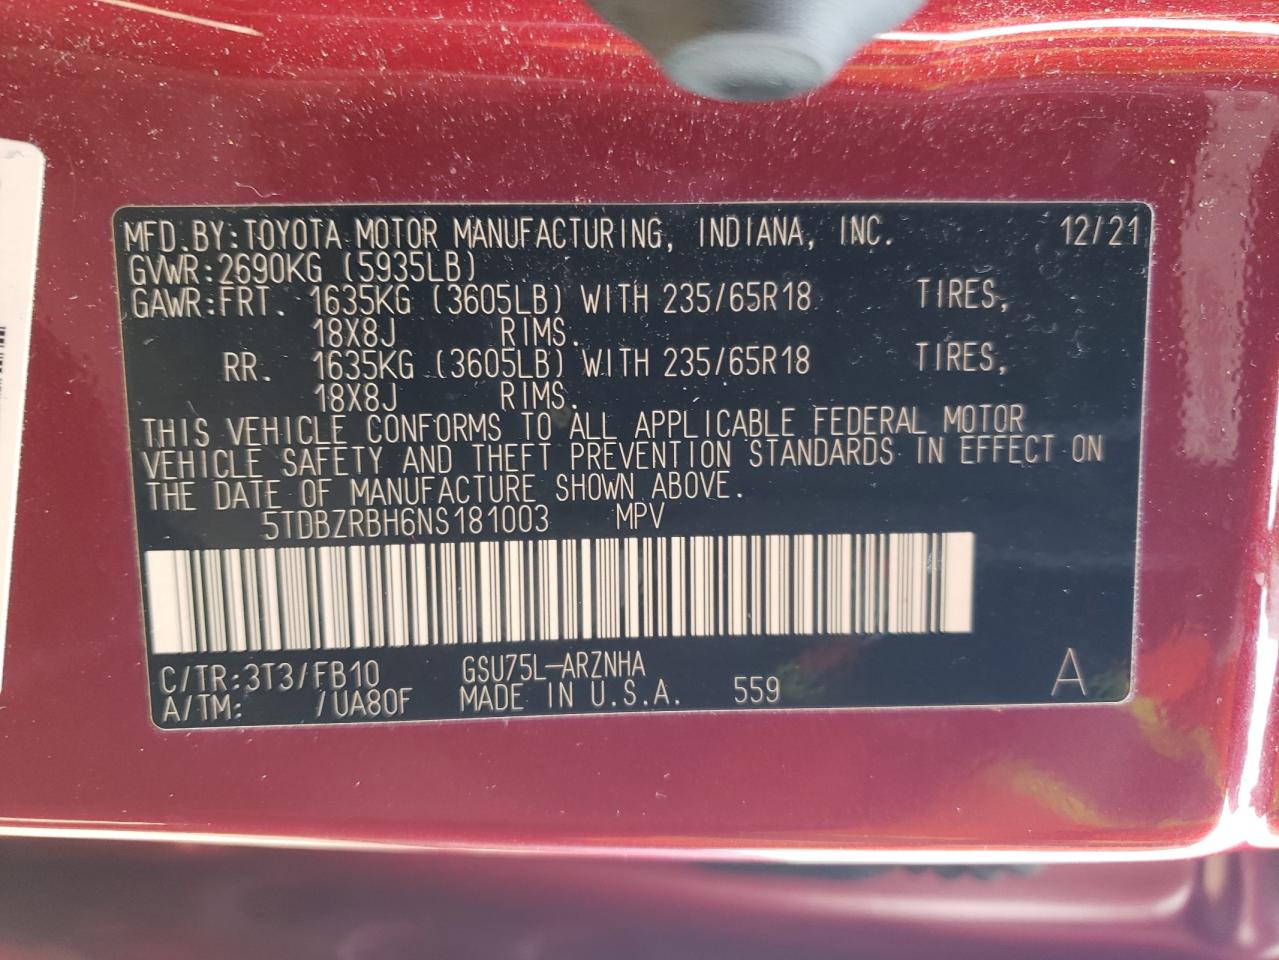 MFD.BY:TOYOTA MOTOR MANUFACTURING, INDIANA, INC. 12/21
GVWR:2690KG (5935LB)
GAWR:FRT. 1635KG (3605LB) WITH 235/65R18 TIRES,
18X8J RIMS.
RR. 1635KG (3605LB) WITH 235/65R18 TIRES,
18X8J RIMS.
THIS VEHICLE CONFORMS TO ALL APPLICABLE FEDERAL MOTOR
VEHICLE SAFETY AND THEFT PREVENTION STANDARDS IN EFFECT ON
THE DATE OF MANUFACTURE SHOWN ABOVE.
5TDBZRBH6NS181003 MPV
C/TR:3T3/FB10 GSU75L-ARZNHA
A/TM: /UA80F MADE IN U.S.A. 559 A